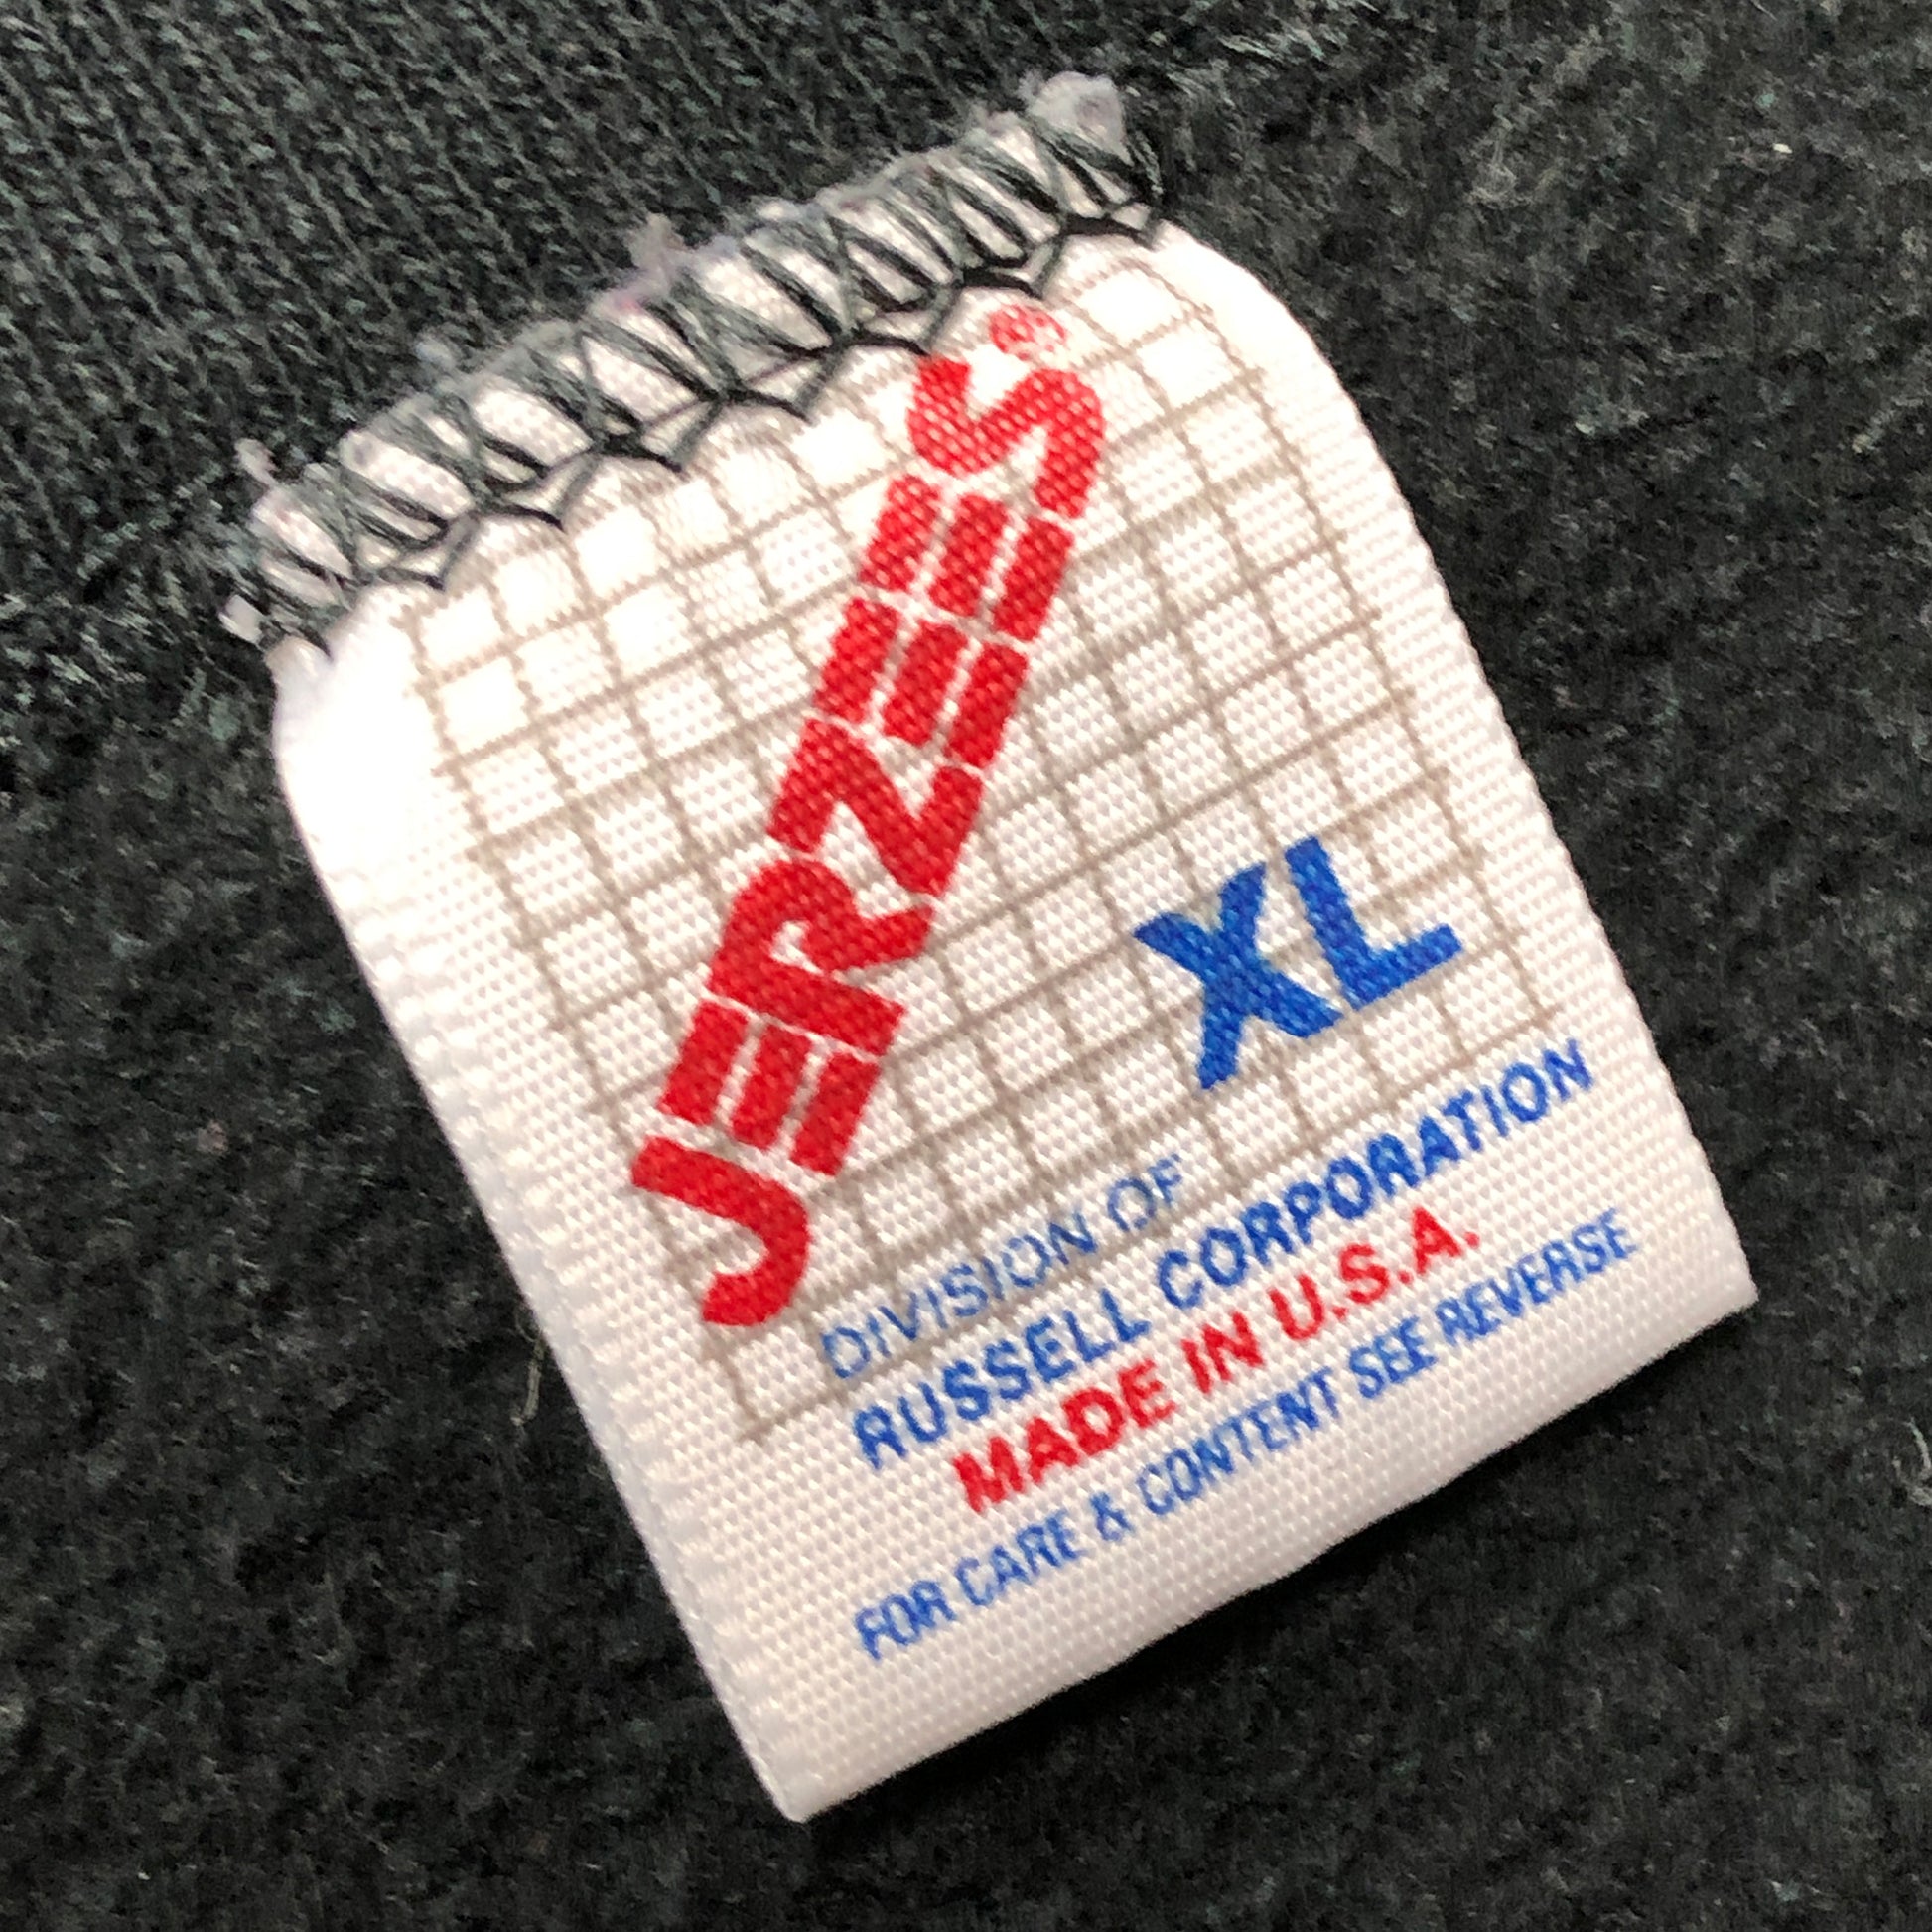 JERZEES®
XL
DIVISION OF
RUSSELL CORPORATION
MADE IN U.S.A.
FOR CARE & CONTENT SEE REVERSE